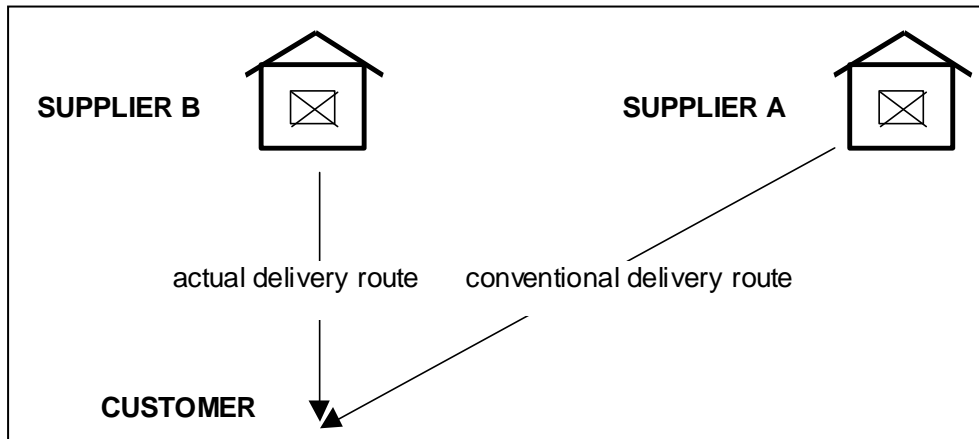 SUPPLIER B
SUPPLIER A
actual delivery route
conventional delivery route
CUSTOMER